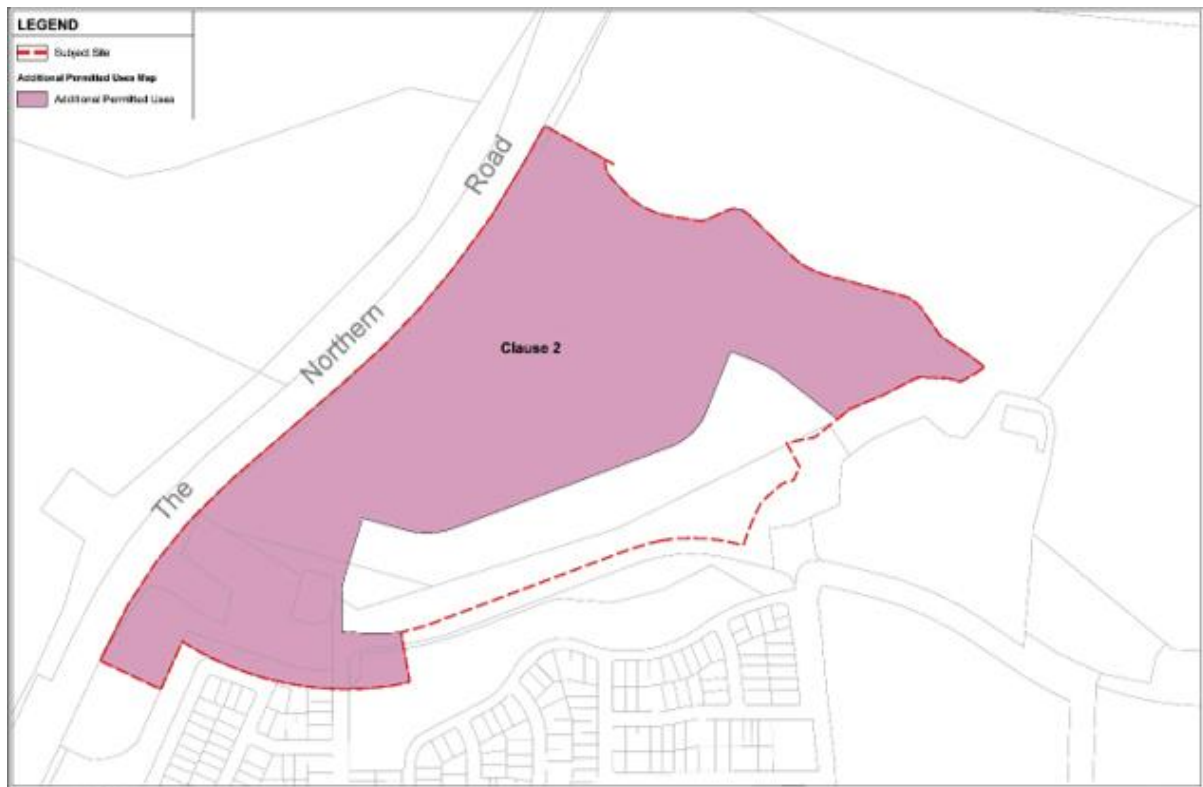 LEGEND
Subject Site
Additional Permitted Uses Map
Additional Permitted Uses
The Northern Road
Clause 2